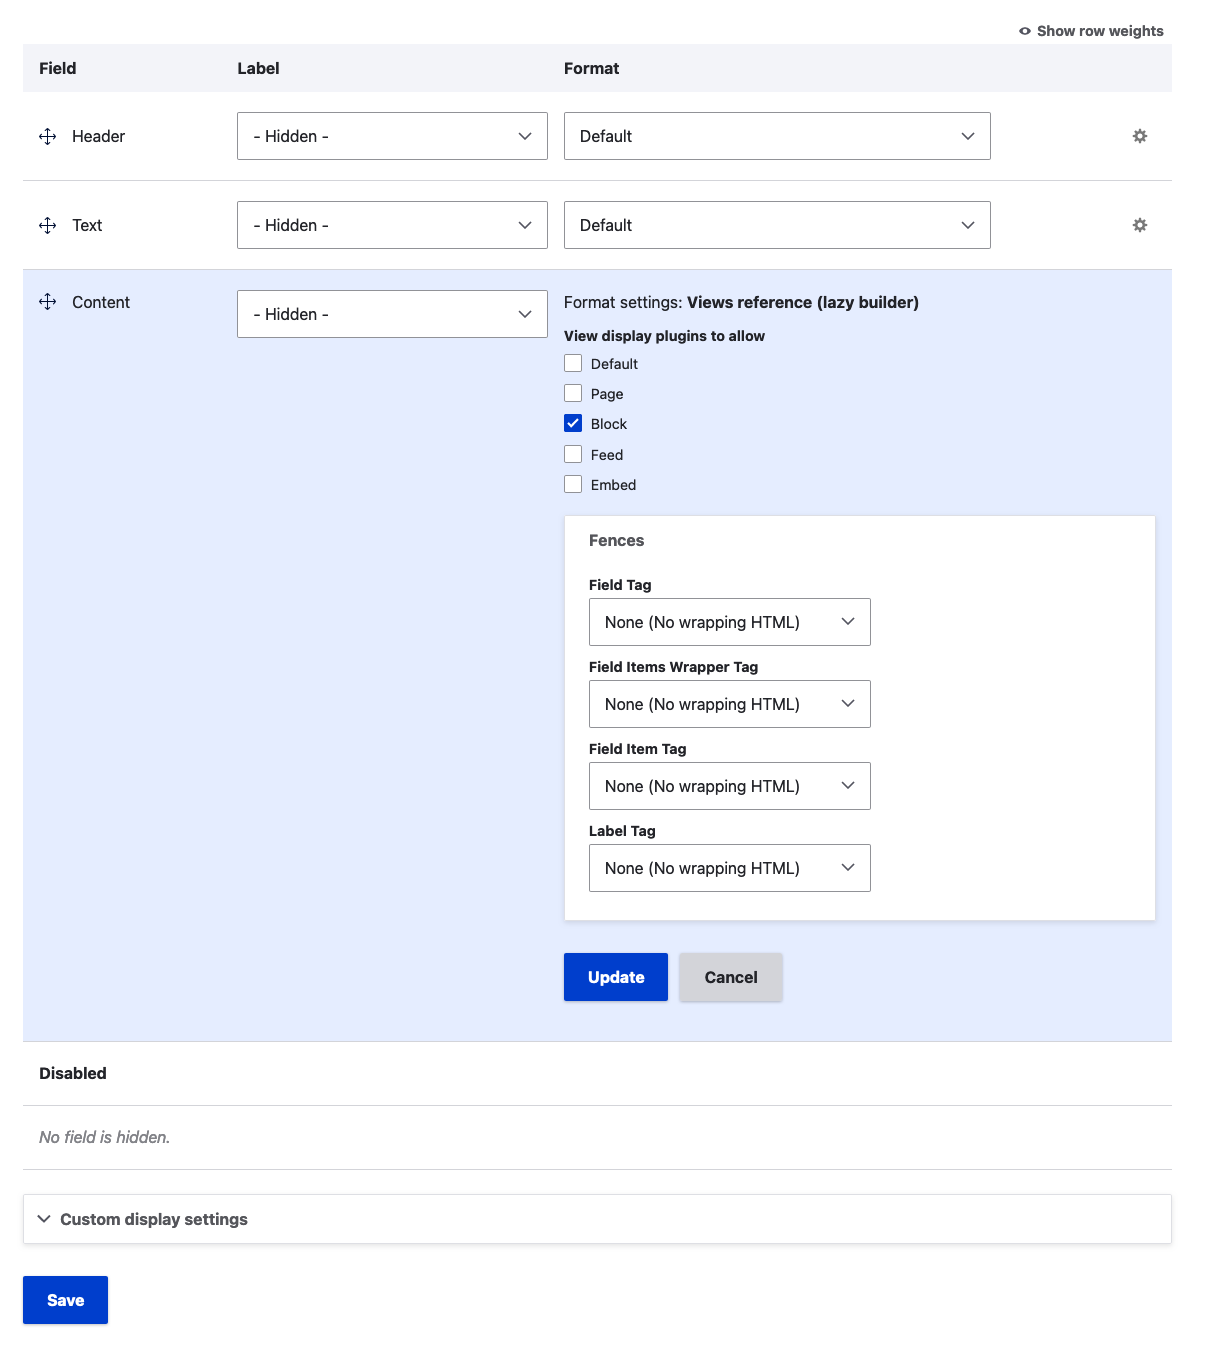 Show row weights
Field Label Format
Header - Hidden - Default
Text - Hidden - Default
Content - Hidden - Format settings: Views reference (lazy builder)
View display plugins to allow
Default
Page
Block
Feed
Embed
Fences
Field Tag
None (No wrapping HTML)
Field Items Wrapper Tag
None (No wrapping HTML)
Field Item Tag
None (No wrapping HTML)
Label Tag
None (No wrapping HTML)
Update Cancel
Disabled
No field is hidden.
Custom display settings
Save